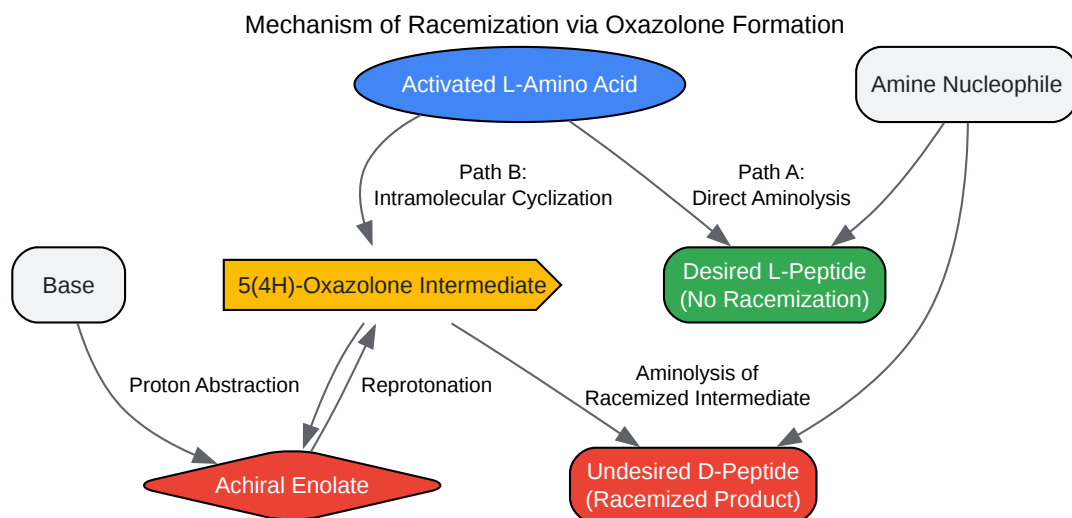 Mechanism of Racemization via Oxazolone Formation
Activated L-Amino Acid
Amine Nucleophile
Path B:
Intramolecular Cyclization
Path A:
Direct Aminolysis
Base
5(4H)-Oxazolone Intermediate
Desired L-Peptide
(No Racemization)
Proton Abstraction
Reprotonation
Aminolysis of
Racemized Intermediate
Achiral Enolate
Undesired D-Peptide
(Racemized Product)